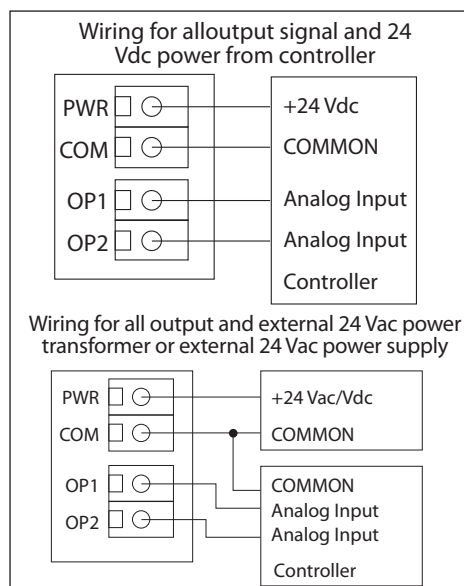 Wiring for alloutput signal and 24
Vdc power from controller
PWR
+24 Vdc
COM
COMMON
OP1
Analog Input
OP2
Analog Input
Controller
Wiring for all output and external 24 Vac power
transformer or external 24 Vac power supply
PWR
+24 Vac/Vdc
COM
COMMON
COMMON
OP1
Analog Input
OP2
Analog Input
Controller